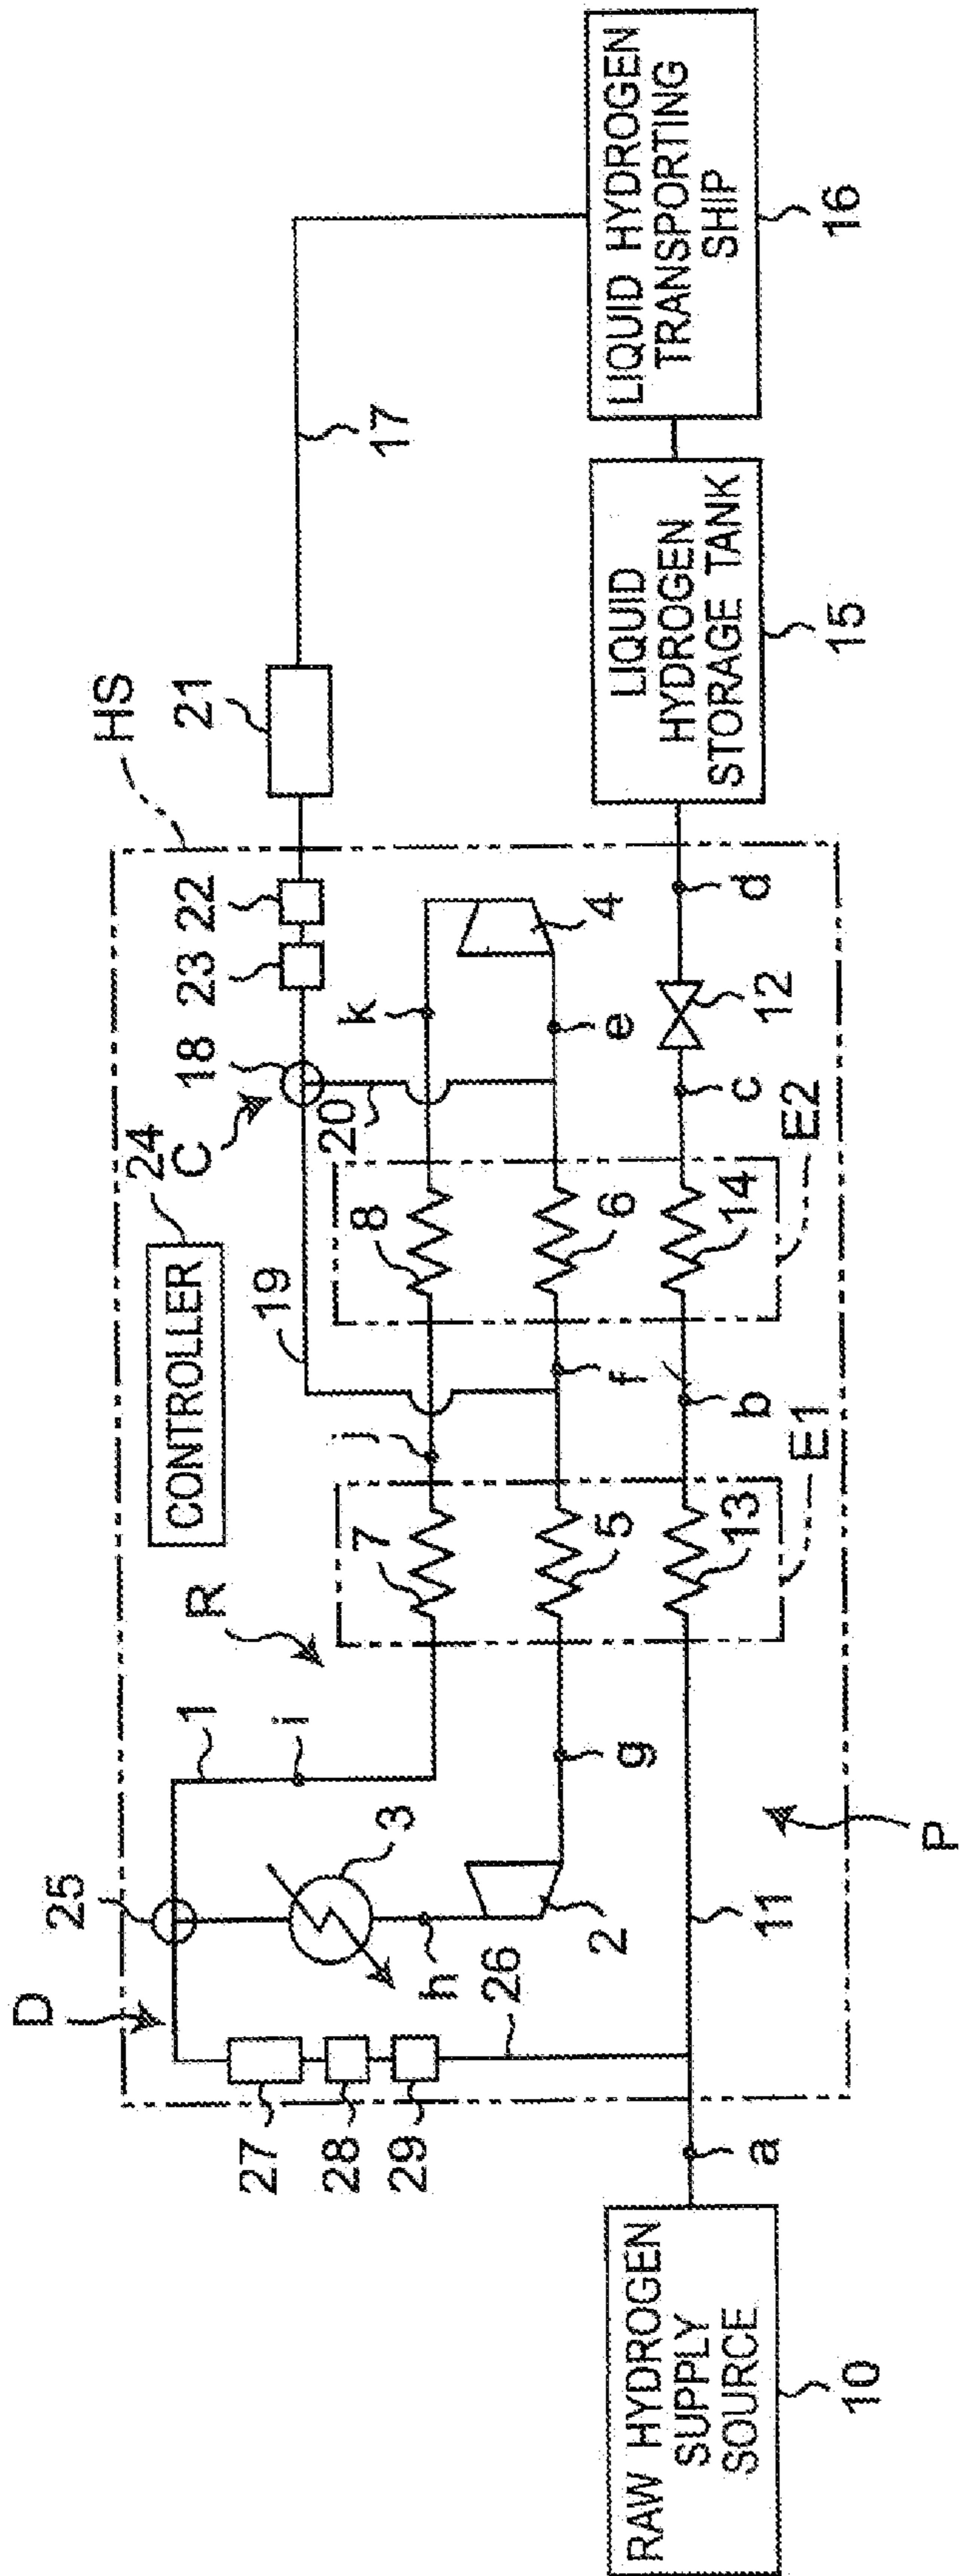 D
25
1
i
R
CONTROLLER
24
C
18
23
22
21
HS
17
27
28
29
26
h
3
2
g
7
5
13
j
19
f
b
E1
8
6
14
20
k
e
c
E2
12
4
d
11
P
a
RAW HYDROGEN
SUPPLY
SOURCE
10
LIQUID
HYDROGEN
STORAGE TANK
15
LIQUID HYDROGEN
TRANSPORTING
SHIP
16